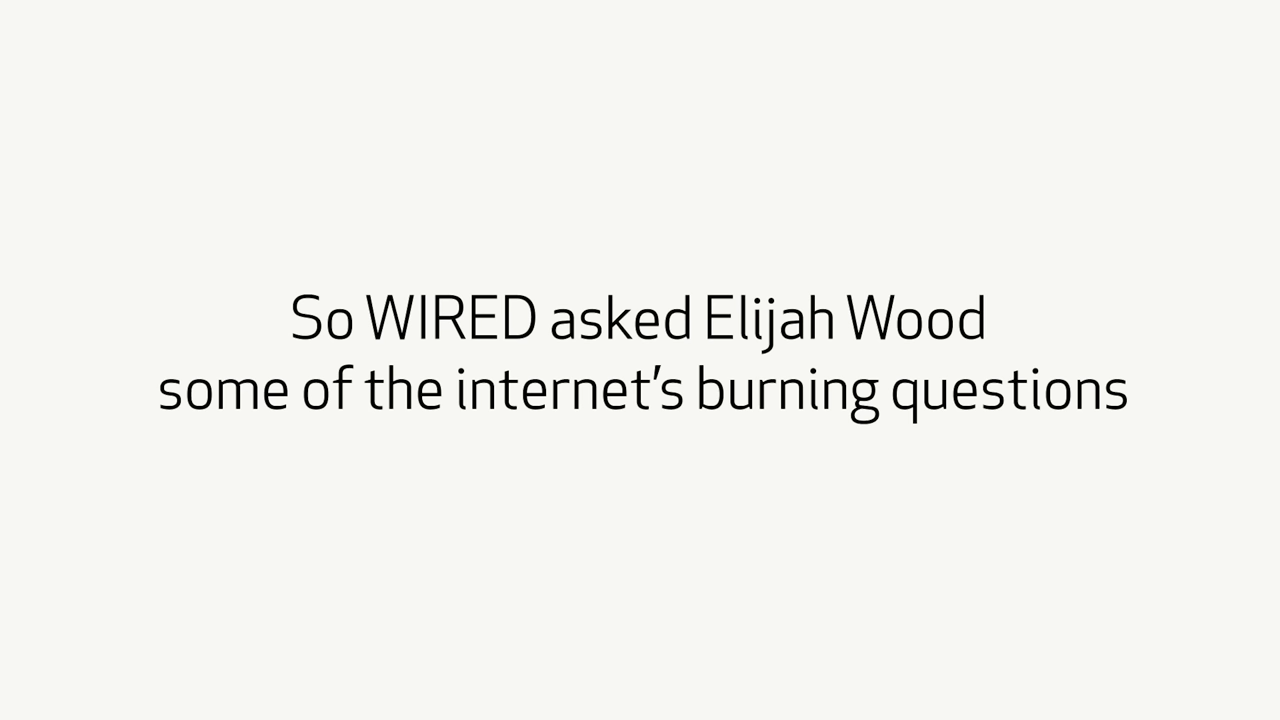 So WIRED asked Elijah Wood
some of the internet’s burning questions